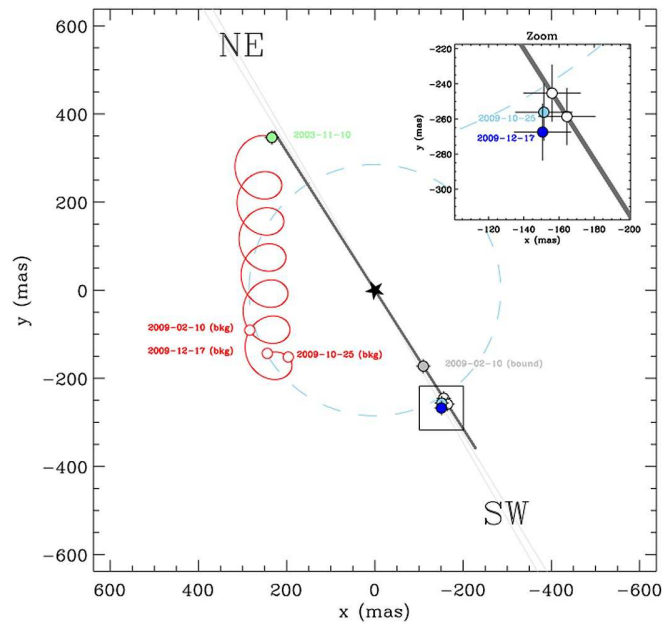 600
400
200
0
-200
-400
-600
y (mas)
600 400 200 0 -200 -400 -600
x (mas)
NE
SW
2003-11-10
2009-02-10 (bkg)
2009-12-17 (bkg)
2009-10-25 (bkg)
2009-02-10 (bound)
Zoom
-220
-240
-260
-280
-300
y (mas)
2009-10-25
2009-12-17
-120 -140 -160 -180 -200
x (mas)